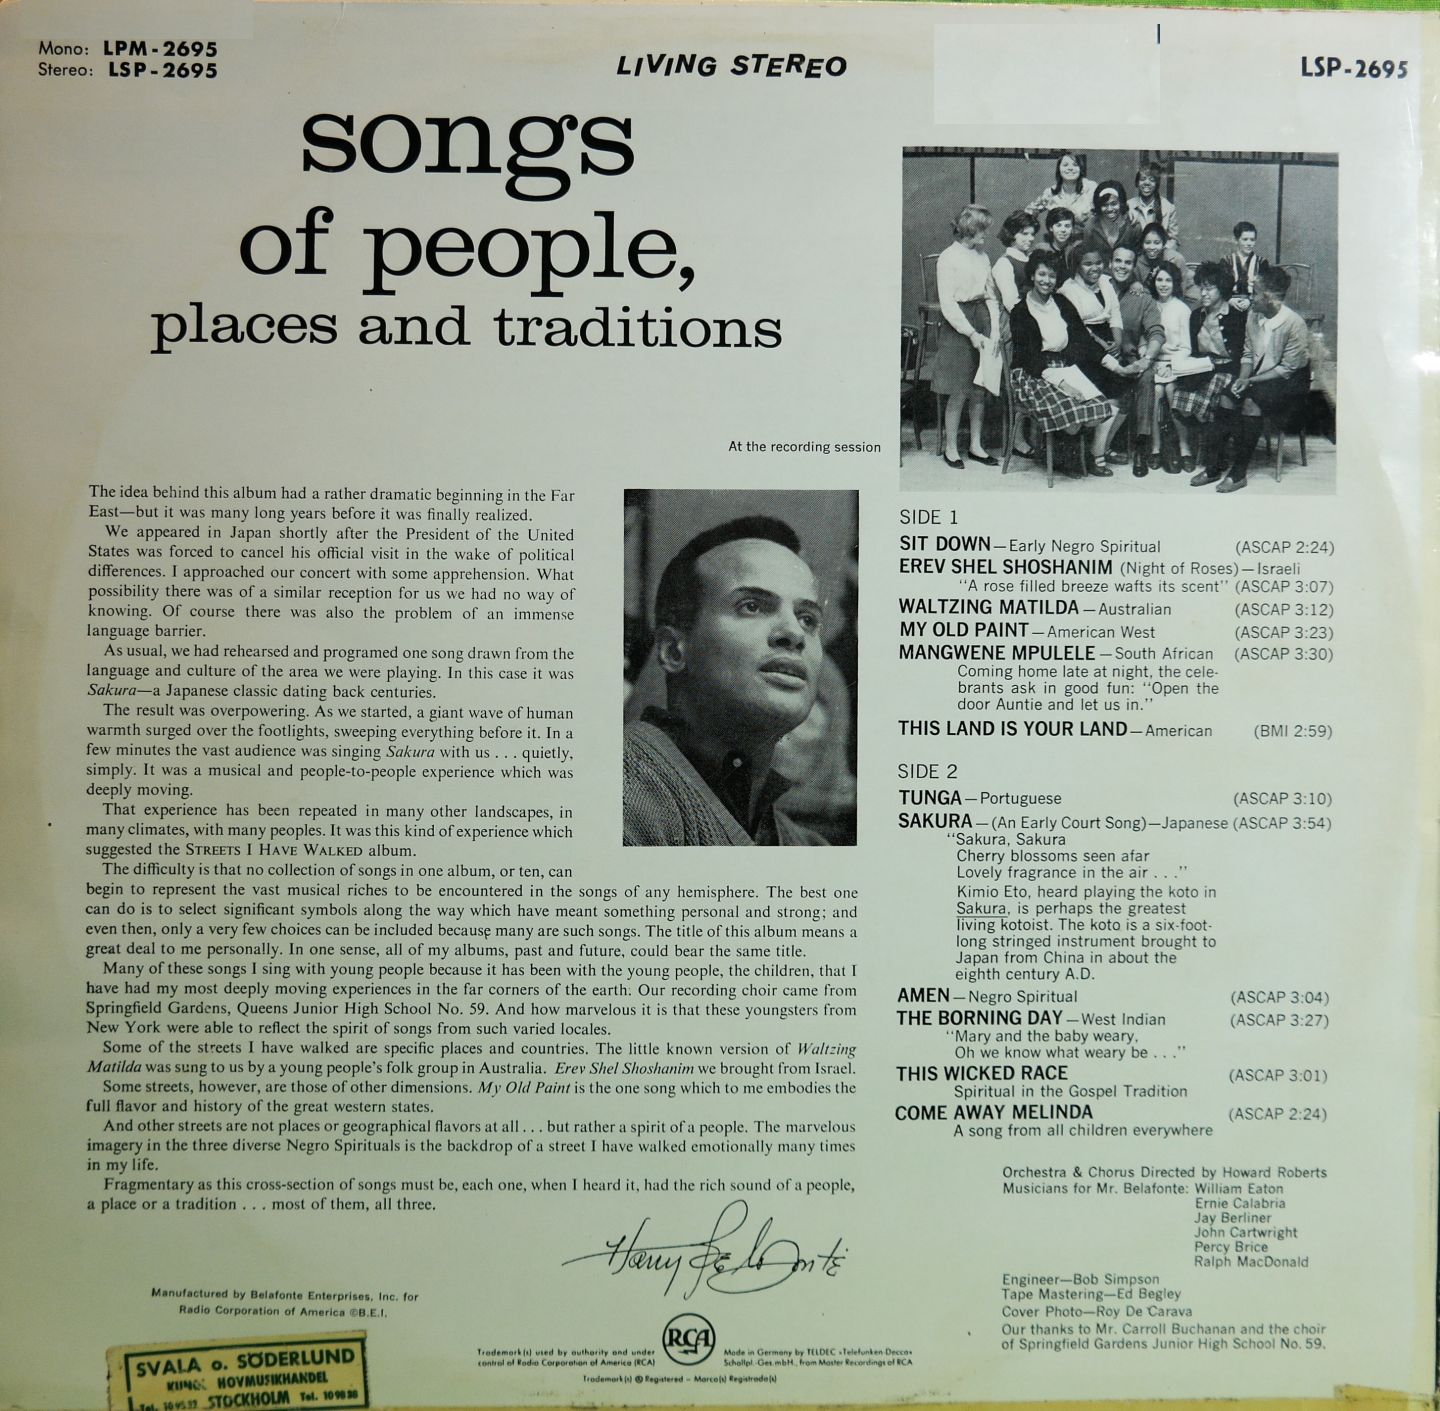 Mono: LPM-2695
Stereo: LSP-2695
LIVING STEREO
LSP-2695
songs
of people,
places and traditions
At the recording session
The idea behind this album had a rather dramatic beginning in the Far
East—but it was many long years before it was finally realized.
We appeared in Japan shortly after the President of the United
States was forced to cancel his official visit in the wake of political
differences. I approached our concert with some apprehension. What
possibility there was of a similar reception for us we had no way of
knowing. Of course there was also the problem of an immense
language barrier.
As usual, we had rehearsed and programed one song drawn from the
language and culture of the area we were playing. In this case it was
Sakura—a Japanese classic dating back centuries.
The result was overpowering. As we started, a giant wave of human
warmth surged over the footlights, sweeping everything before it. In a
few minutes the vast audience was singing Sakura with us . . . quietly,
simply. It was a musical and people-to-people experience which was
deeply moving.
That experience has been repeated in many other landscapes, in
many climates, with many peoples. It was this kind of experience which
suggested the STREETS I HAVE WALKED album.
The difficulty is that no collection of songs in one album, or ten, can
begin to represent the vast musical riches to be encountered in the songs of any hemisphere. The best one
can do is to select significant symbols along the way which have meant something personal and strong; and
even then, only a very few choices can be included because many are such songs. The title of this album means a
great deal to me personally. In one sense, all of my albums, past and future, could bear the same title.
Many of these songs I sing with young people because it has been with the young people, the children, that I
have had my most deeply moving experiences in the far corners of the earth. Our recording choir came from
Springfield Gardens, Queens Junior High School No. 59. And how marvelous it is that these youngsters from
New York were able to reflect the spirit of songs from such varied locales.
Some of the streets I have walked are specific places and countries. The little known version of Waltzing
Matilda was sung to us by a young people's folk group in Australia. Erev Shel Shoshanim we brought from Israel.
Some streets, however, are those of other dimensions. My Old Paint is the one song which to me embodies the
full flavor and history of the great western states.
And other streets are not places or geographical flavors at all . . . but rather a spirit of a people. The marvelous
imagery in the three diverse Negro Spirituals is the backdrop of a street I have walked emotionally many times
in my life.
Fragmentary as this cross-section of songs must be, each one, when I heard it, had the rich sound of a people,
a place or a tradition . . . most of them, all three.
Harry Belafonte
SIDE 1
SIT DOWN—Early Negro Spiritual (ASCAP 2:24)
EREV SHEL SHOSHANIM (Night of Roses)—Israeli
"A rose filled breeze wafts its scent" (ASCAP 3:07)
WALTZING MATILDA—Australian (ASCAP 3:12)
MY OLD PAINT—American West (ASCAP 3:23)
MANGWENE MPULELE—South African (ASCAP 3:30)
Coming home late at night, the cele-
brants ask in good fun: "Open the
door Auntie and let us in."
THIS LAND IS YOUR LAND—American (BMI 2:59)
SIDE 2
TUNGA—Portuguese (ASCAP 3:10)
SAKURA—(An Early Court Song)—Japanese (ASCAP 3:54)
"Sakura, Sakura
Cherry blossoms seen afar
Lovely fragrance in the air . . ."
Kimio Eto, heard playing the koto in
Sakura, is perhaps the greatest
living kotoist. The koto is a six-foot-
long stringed instrument brought to
Japan from China in about the
eighth century A.D.
AMEN—Negro Spiritual (ASCAP 3:04)
THE BORNING DAY—West Indian (ASCAP 3:27)
"Mary and the baby weary,
Oh we know what weary be . . ."
THIS WICKED RACE (ASCAP 3:01)
Spiritual in the Gospel Tradition
COME AWAY MELINDA (ASCAP 2:24)
A song from all children everywhere
Orchestra & Chorus Directed by Howard Roberts
Musicians for Mr. Belafonte: William Eaton
Ernie Calabria
Jay Berliner
John Cartwright
Percy Brice
Ralph MacDonald
Engineer—Bob Simpson
Tape Mastering—Ed Begley
Cover Photo—Roy De Carava
Our thanks to Mr. Carroll Buchanan and the choir
of Springfield Gardens Junior High School No. 59.
Manufactured by Belafonte Enterprises, Inc. for
Radio Corporation of America ©B.E.I.
SVALA o. SÖDERLUND
KUNGL HOVMUSIKHANDEL
STOCKHOLM Tel. 10 98 88
Trademark(s) used by authority and under
control of Radio Corporation of America (RCA)
RCA
Made in Germany by TELDEC »Telefunken Decca«
Schallpl.-Ges.mbH., from Master Recordings of RCA
Trademark(s) ® Registered - Marca(s) Registrada(s)